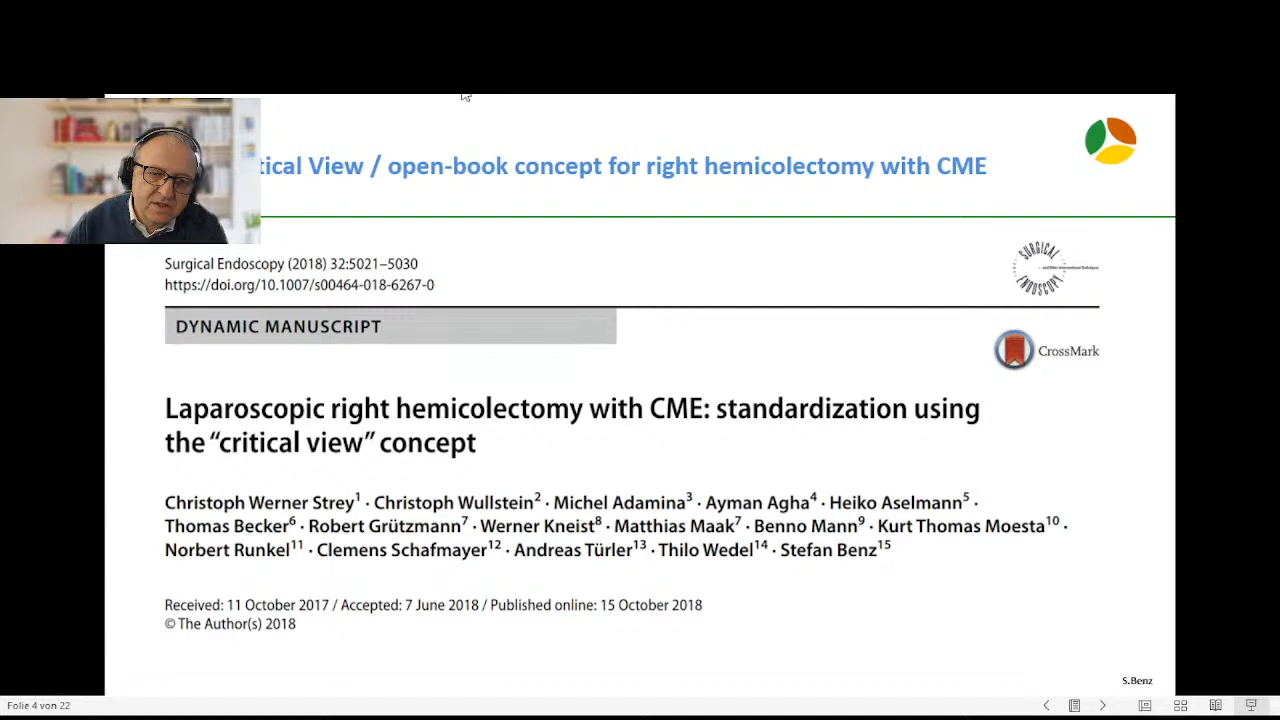 tical View / open-book concept for right hemicolectomy with CME
Surgical Endoscopy (2018) 32:5021–5030
https://doi.org/10.1007/s00464-018-6267-0
SURGICAL
ENDOSCOPY
DYNAMIC MANUSCRIPT
CrossMark
Laparoscopic right hemicolectomy with CME: standardization using
the “critical view” concept
Christoph Werner Strey1 · Christoph Wullstein2 · Michel Adamina3 · Ayman Agha4 · Heiko Aselmann5 ·
Thomas Becker6 · Robert Grützmann7 · Werner Kneist8 · Matthias Maak7 · Benno Mann9 · Kurt Thomas Moesta10 ·
Norbert Runkel11 · Clemens Schafmayer12 · Andreas Türler13 · Thilo Wedel14 · Stefan Benz15
Received: 11 October 2017 / Accepted: 7 June 2018 / Published online: 15 October 2018
© The Author(s) 2018
S.Benz
Folie 4 von 22